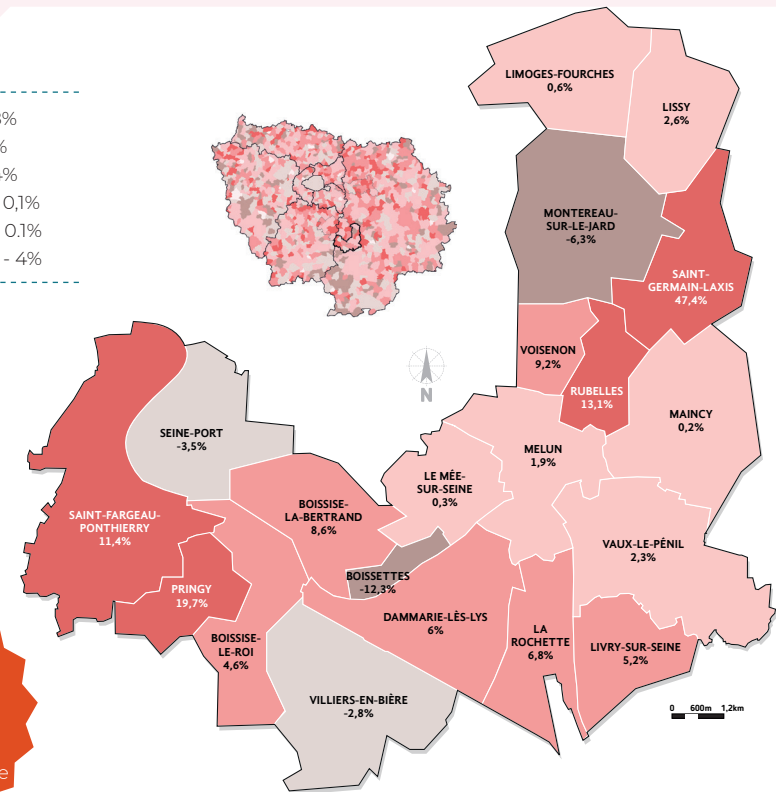 %
%
4%
0,1%
0.1%
- 4%
LIMOGES-FOURCHES
0,6%
LISSY
2,6%
MONTEREAU-
SUR-LE-JARD
-6,3%
SAINT-
GERMAIN-LAXIS
47,4%
VOISENON
9,2%
RUBELLES
13,1%
MAINCY
0,2%
N
SEINE-PORT
-3,5%
MELUN
1,9%
LE MÉE-
SUR-SEINE
0,3%
SAINT-FARGEAU-
PONTHIERRY
11,4%
BOISSISE-
LA-BERTRAND
8,6%
VAUX-LE-PÉNIL
2,3%
BOISSETTES
-12,3%
PRINGY
19,7%
DAMMARIE-LÈS-LYS
6%
LA
ROCHETTE
6,8%
BOISSISE-
LE-ROI
4,6%
LIVRY-SUR-SEINE
5,2%
VILLIERS-EN-BIÈRE
-2,8%
0 600m 1,2km